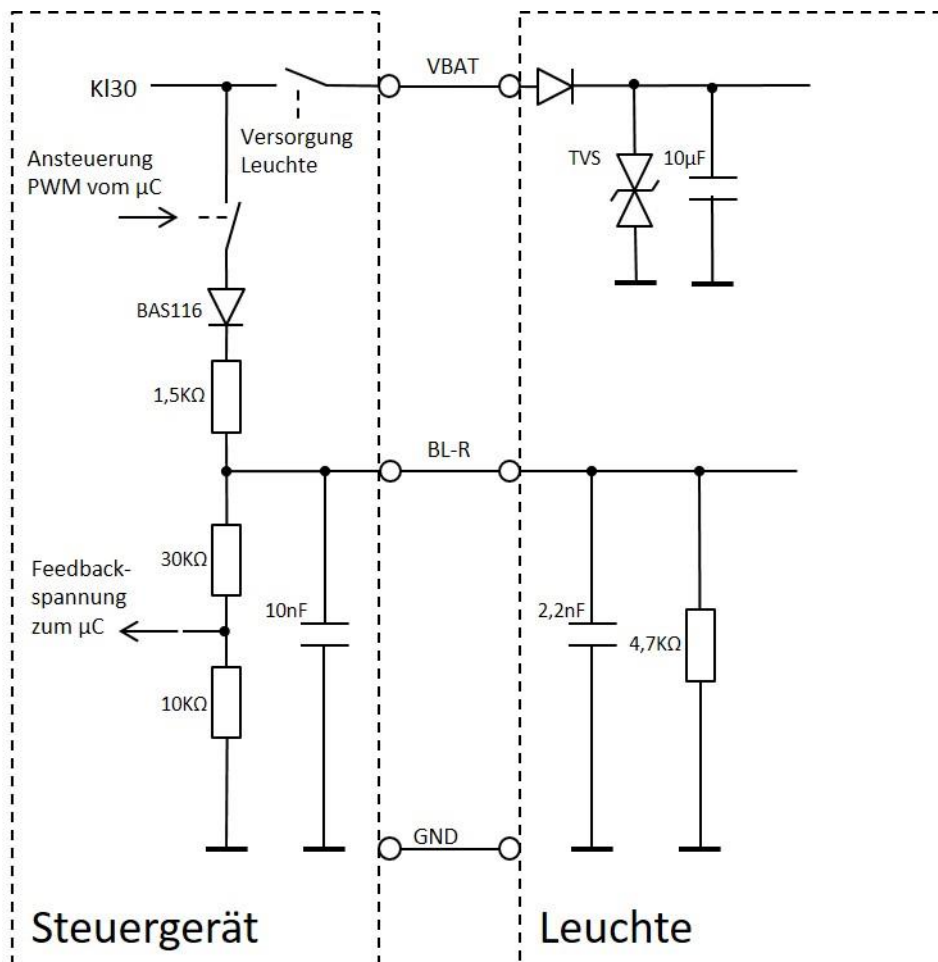 Kl30
VBAT
Versorgung
Leuchte
Ansteuerung
PWM vom µC
TVS
10µF
BAS116
1,5KΩ
BL-R
30KΩ
Feedback-
spannung
zum µC
10nF
2,2nF
4,7KΩ
10KΩ
GND
Steuergerät
Leuchte